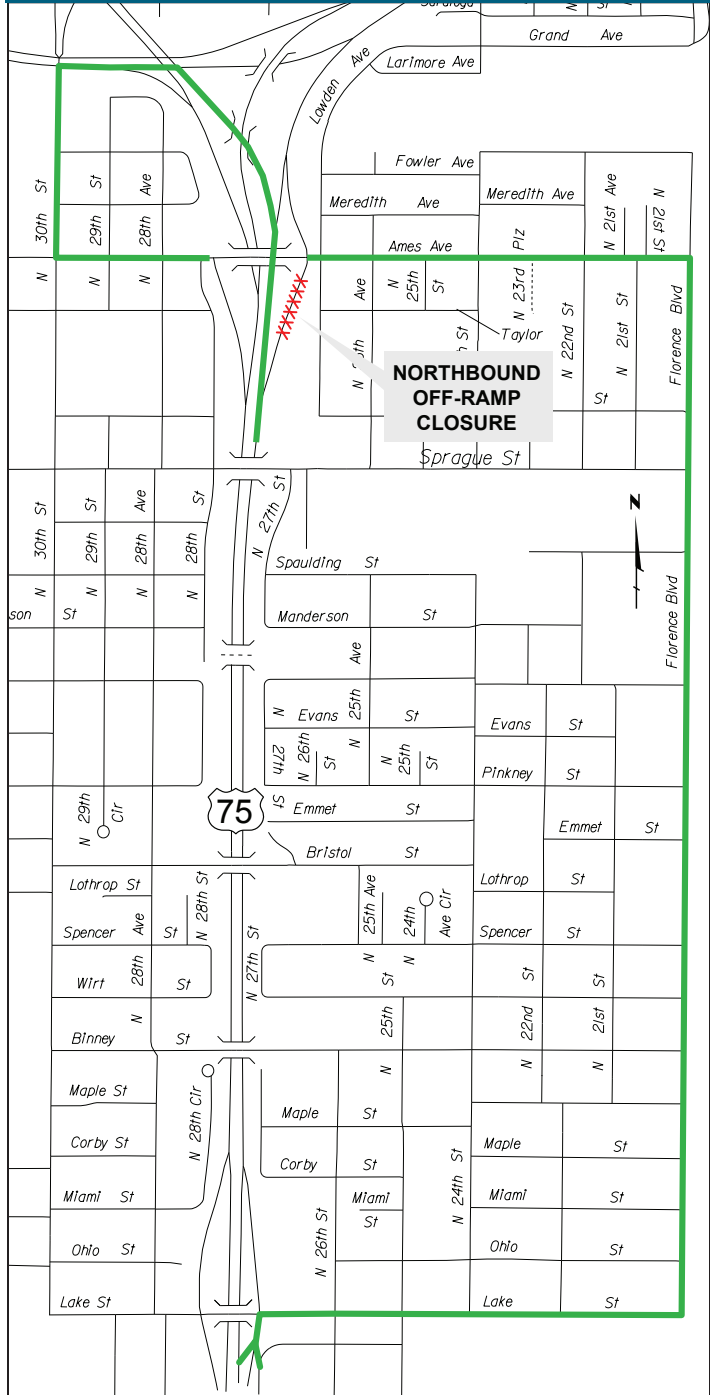 St
N
Grand Ave
Larimore Ave
Lowden Ave
Fowler Ave
Meredith Ave
Meredith Ave
Ames Ave
N 30th St
N 29th St
N 28th Ave
N 25th St
N 23rd Plz
N 21st Ave
N 21st St
N 22nd St
N 21st St
Florence Blvd
Taylor
St
NORTHBOUND
OFF-RAMP
CLOSURE
Sprague St
N
N 30th St
N 29th St
N 28th Ave
N 28th St
N 27th St
Spaulding St
son St
Manderson St
Florence Blvd
N 25th Ave
Evans St
Evans St
N 27th St
N 26th St
N 25th St
Pinkney St
75
N 29th Cir
Emmet St
Emmet St
Bristol St
Lothrop St
Lothrop St
N 28th St
N 25th Ave
N 24th Ave Cir
Spencer St
Spencer St
N 28th Ave
N 27th St
Wirt St
N 25th St
N 22nd St
N 21st St
Binney St
Maple St
N 28th Cir
Maple St
Maple St
Corby St
Corby St
N 24th St
Miami St
Miami St
Miami St
N 26th St
Ohio St
Ohio St
Lake St
Lake St